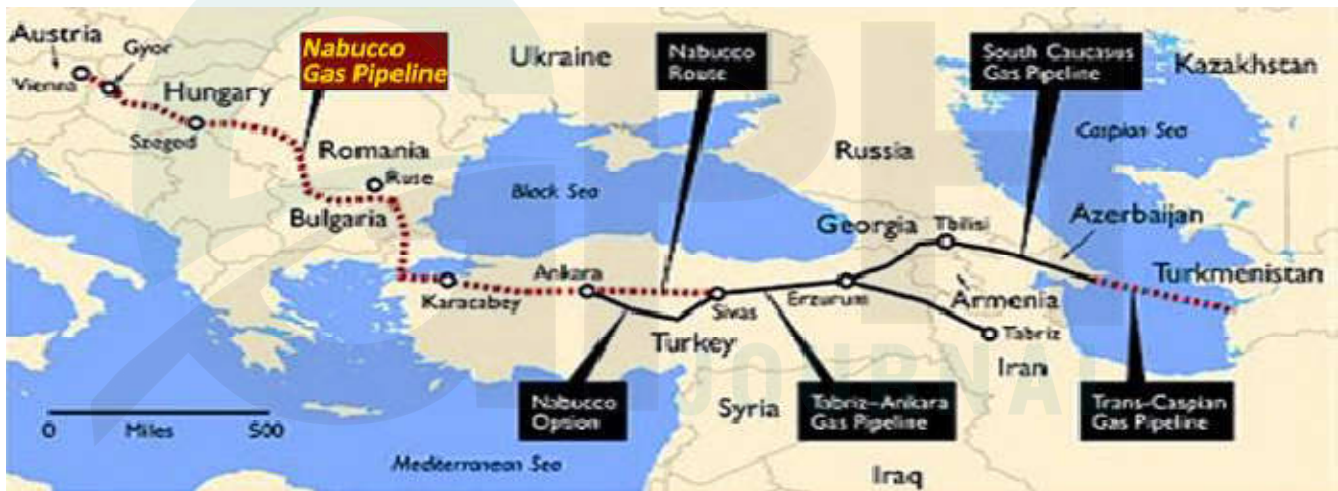 Austria
Gyor
Vienna
Hungary
Szeged
Nabucco
Gas Pipeline
Ukraine
Nabucco
Route
South Caucasus
Gas Pipeline
Kazakhstan
Caspian Sea
Romania
Ruse
Russia
Black Sea
Bulgaria
Georgia
Tbilisi
Azerbaijan
Karacabey
Ankara
Sivas
Erzurum
Armenia
Turkmenistan
Turkey
Tabriz
Iran
Nabucco
Option
Syria
Tabriz–Ankara
Gas Pipeline
Trans-Caspian
Gas Pipeline
0 Miles 500
Mediterranean Sea
Iraq
JOURNAL